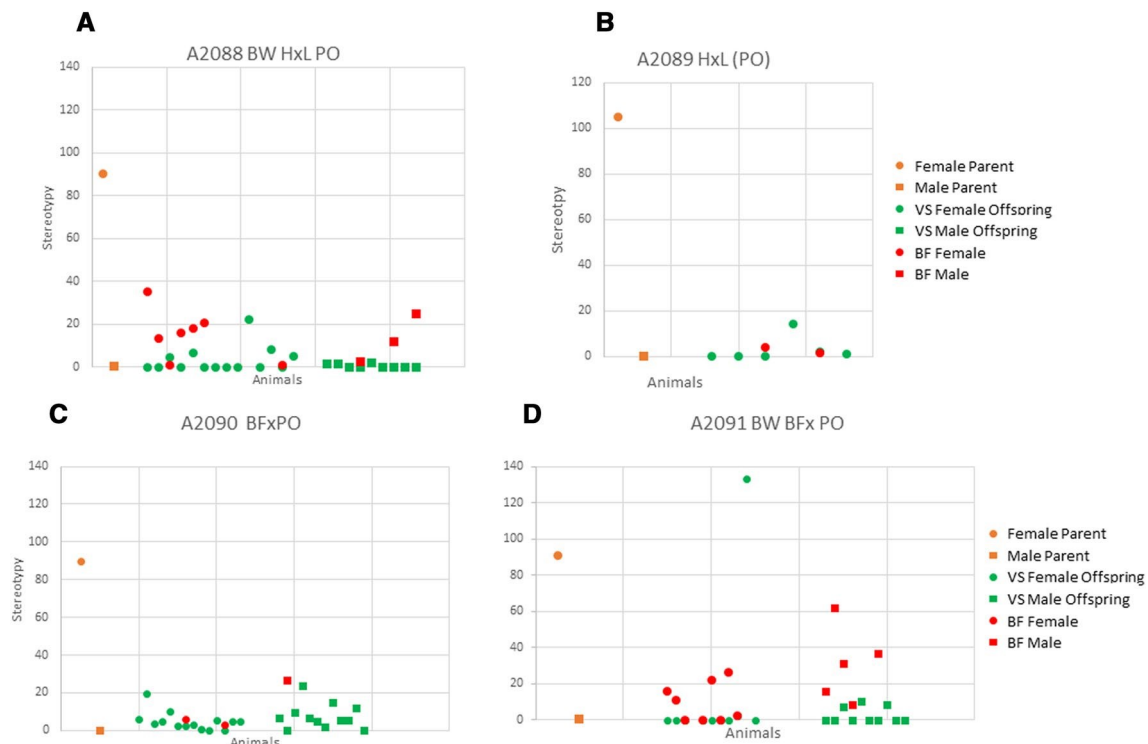 A
A2088 BW HxL PO
140
120
100
80
60
40
20
0
Stereotypy
Animals
B
A2089 HxL (PO)
120
100
80
60
40
20
0
Stereotpy
Animals
Female Parent
Male Parent
VS Female Offspring
VS Male Offspring
BF Female
BF Male
C
A2090 BFxPO
140
120
100
80
60
40
20
0
Stereotypy
Animals
D
A2091 BW BFx PO
140
120
100
80
60
40
20
0
Animals
Female Parent
Male Parent
VS Female Offspring
VS Male Offspring
BF Female
BF Male